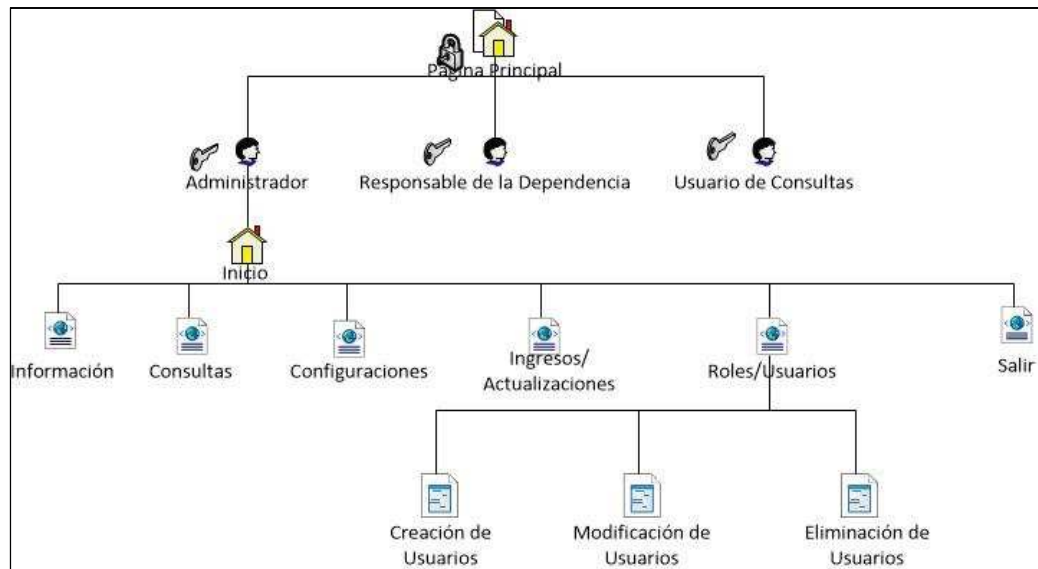 Página Principal
Administrador
Responsable de la Dependencia
Usuario de Consultas
Inicio
Información
Consultas
Configuraciones
Ingresos/
Actualizaciones
Roles/Usuarios
Salir
Creación de
Usuarios
Modificación de
Usuarios
Eliminación de
Usuarios